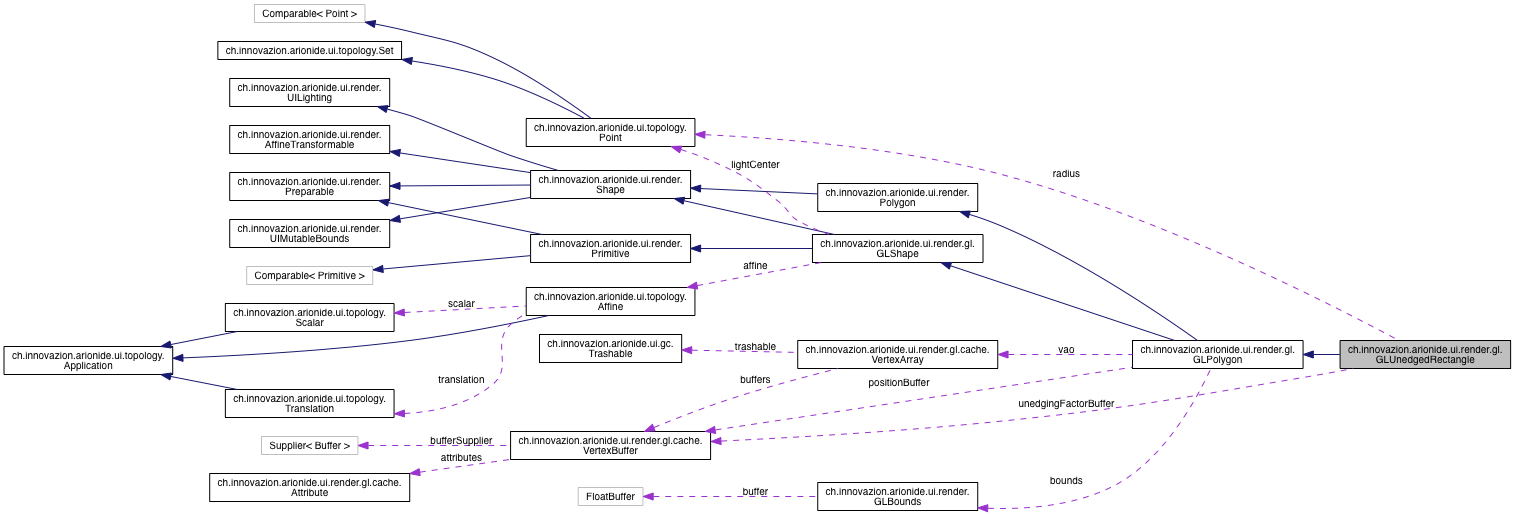 Comparable< Point >
ch.innovazion.arionide.ui.topology.Set
ch.innovazion.arionide.ui.render.
UILighting
ch.innovazion.arionide.ui.topology.
Point
ch.innovazion.arionide.ui.render.
AffineTransformable
lightCenter
radius
ch.innovazion.arionide.ui.render.
Preparable
ch.innovazion.arionide.ui.render.
Shape
ch.innovazion.arionide.ui.render.
Polygon
ch.innovazion.arionide.ui.render.
UIMutableBounds
ch.innovazion.arionide.ui.render.
Primitive
ch.innovazion.arionide.ui.render.gl.
GLShape
Comparable< Primitive >
affine
ch.innovazion.arionide.ui.topology.
Scalar
scalar
ch.innovazion.arionide.ui.topology.
Affine
ch.innovazion.arionide.ui.topology.
Application
ch.innovazion.arionide.ui.gc.
Trashable
trashable
ch.innovazion.arionide.ui.render.gl.cache.
VertexArray
vao
ch.innovazion.arionide.ui.render.gl.
GLPolygon
ch.innovazion.arionide.ui.render.gl.
GLUnedgedRectangle
translation
buffers
positionBuffer
ch.innovazion.arionide.ui.topology.
Translation
unedgingFactorBuffer
Supplier< Buffer >
bufferSupplier
ch.innovazion.arionide.ui.render.gl.cache.
VertexBuffer
attributes
ch.innovazion.arionide.ui.render.gl.cache.
Attribute
bounds
FloatBuffer
buffer
ch.innovazion.arionide.ui.render.
GLBounds